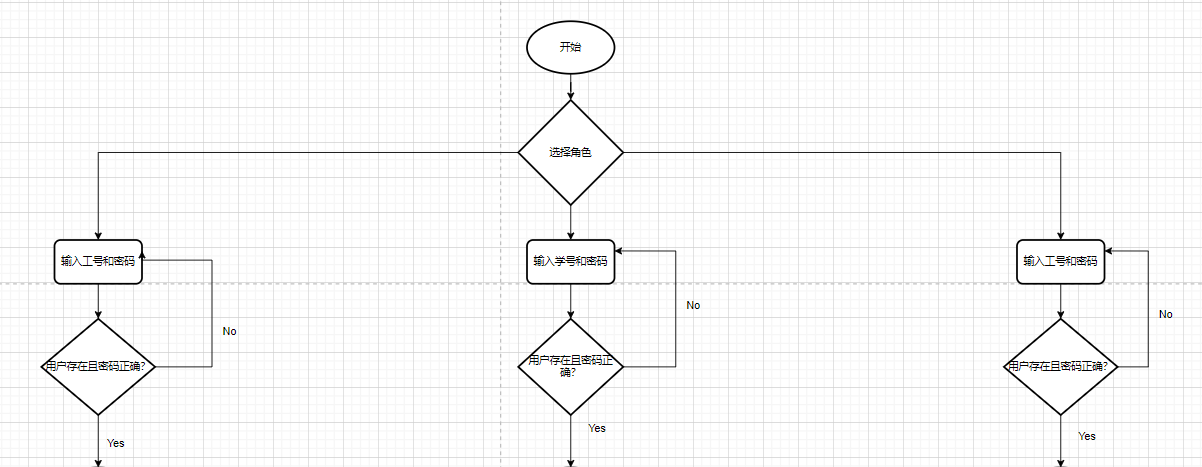 开始
选择角色
输入工号和密码
输入学号和密码
输入工号和密码
No
No
No
用户存在且密码正确?
用户存在且密码正
确?
用户存在且密码正确?
Yes
Yes
Yes